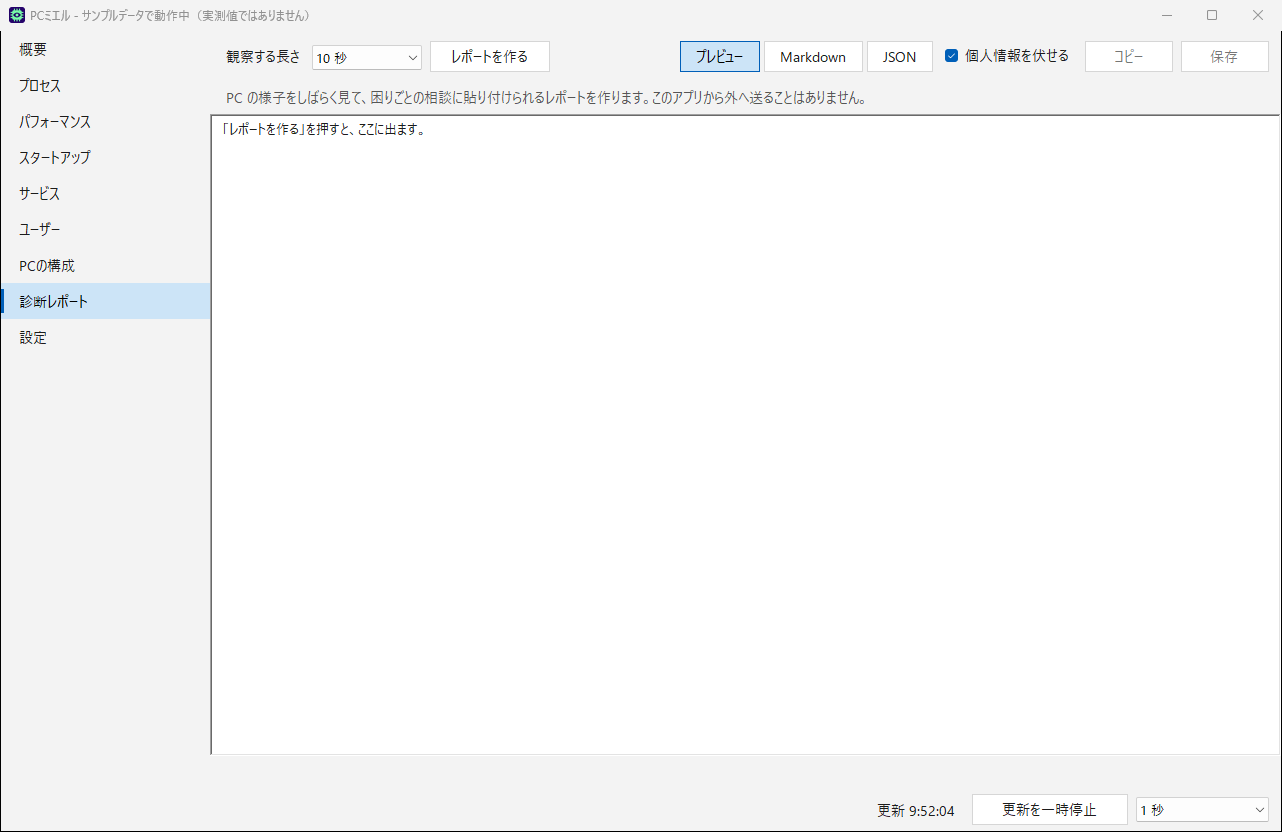 PCミエル - サンプルデータで動作中（実測値ではありません）
概要
プロセス
パフォーマンス
スタートアップ
サービス
ユーザー
PCの構成
診断レポート
設定
観察する長さ 10 秒 レポートを作る プレビュー Markdown JSON 個人情報を伏せる コピー 保存
PC の様子をしばらく見て、困りごとの相談に貼り付けられるレポートを作ります。このアプリから外へ送ることはありません。
「レポートを作る」を押すと、ここに出ます。
更新 9:52:04 更新を一時停止 1 秒